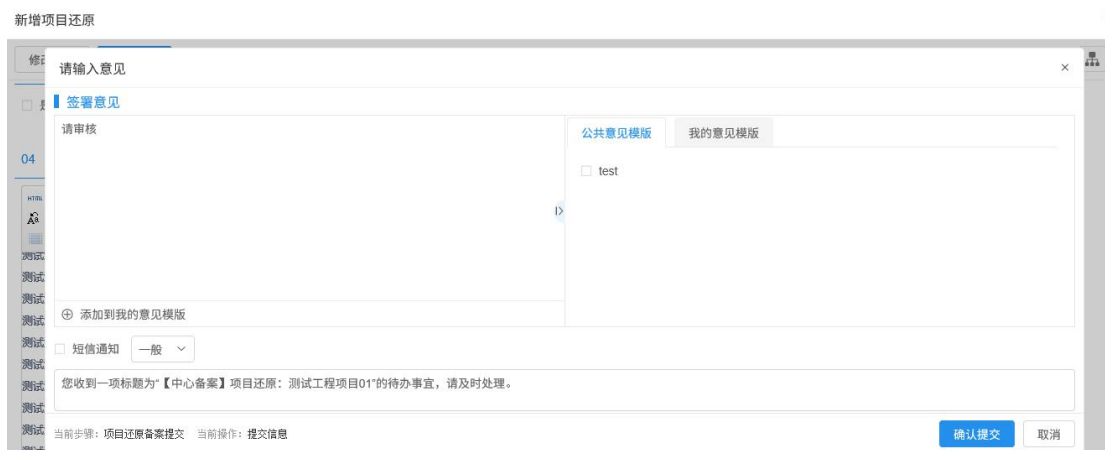 新增项目还原
请输入意见
×
签署意见
请审核
公共意见模版
我的意见模版
test
04
HTML
测试
测试
测试
测试
测试
测试
测试
测试
测试
添加到我的意见模版
短信通知
一般
您收到一项标题为“【中心备案】项目还原：测试工程项目01”的待办事宜，请及时处理。
当前步骤：项目还原备案提交 当前操作：提交信息
确认提交
取消